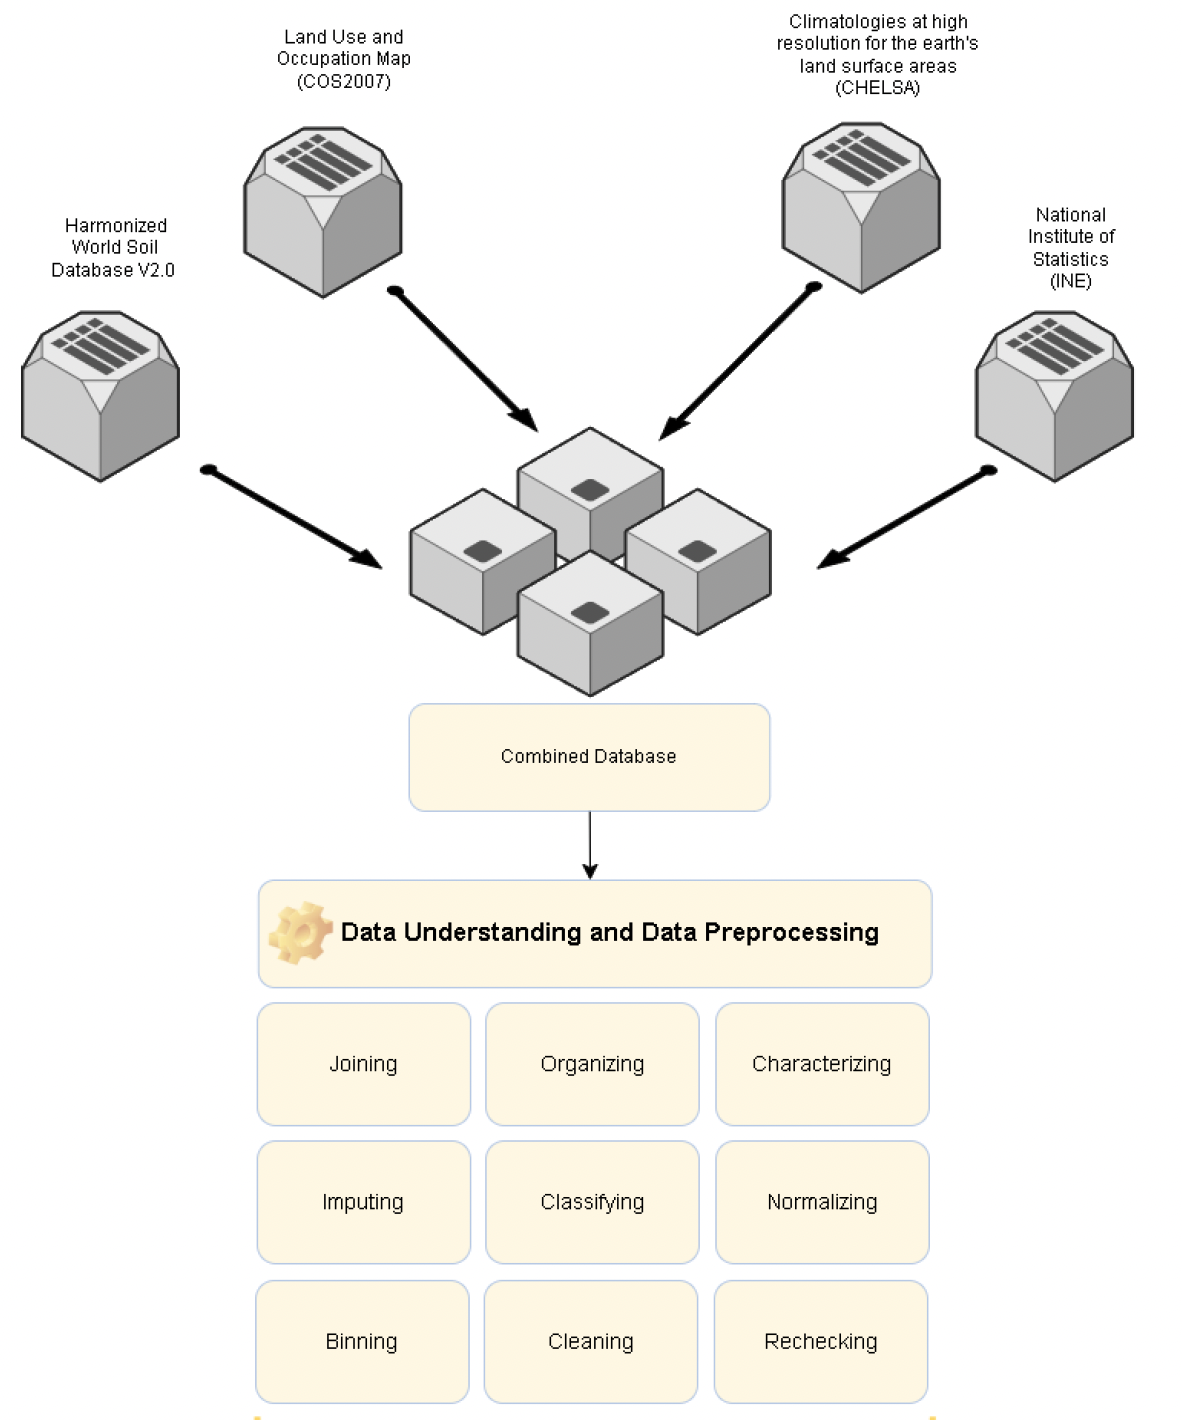 Land Use and
Occupation Map
(COS2007)
Climatologies at high
resolution for the earth's
land surface areas
(CHELSA)
Harmonized
World Soil
Database V2.0
National
Institute of
Statistics
(INE)
Combined Database
Data Understanding and Data Preprocessing
Joining
Organizing
Characterizing
Imputing
Classifying
Normalizing
Binning
Cleaning
Rechecking